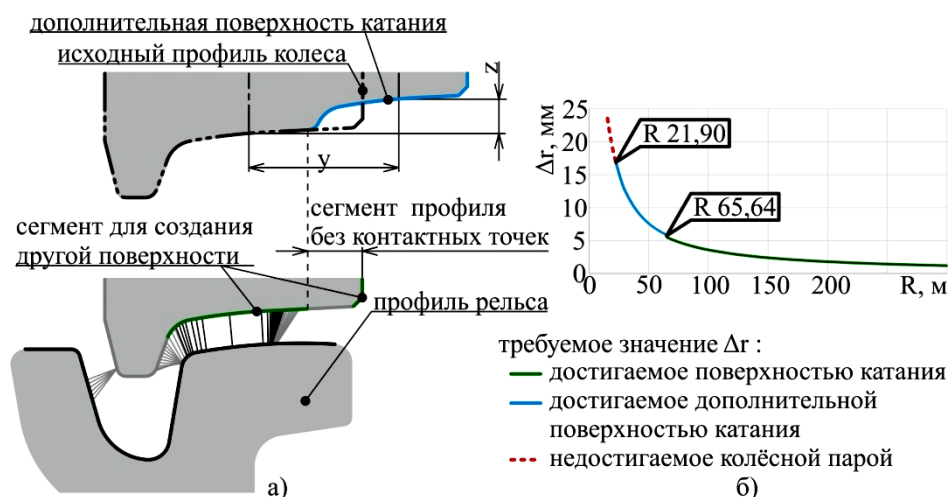 дополнительная поверхность катания
исходный профиль колеса
z
y
сегмент для создания
другой поверхности
сегмент профиля
без контактных точек
профиль рельса
а)
Δr, мм
25
20
15
10
5
0
R 21,90
R 65,64
0
50
100
150
200
R, м
требуемое значение Δr :
достигаемое поверхностью катания
достигаемое дополнительной
поверхностью катания
недостигаемое колёсной парой
б)